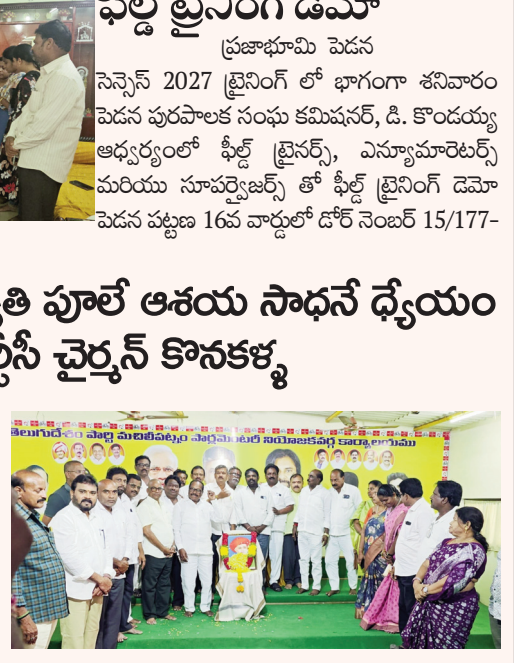 ఫీల్డ్ ట్రైనింగ్ డెమో
ప్రజాభూమి పెడన
సెన్సెస్ 2027 ట్రైనింగ్ లో భాగంగా శనివారం
పెడన పురపాలక సంఘ కమిషనర్, డి. కొండయ్య
ఆధ్వర్యంలో ఫీల్డ్ ట్రైనర్స్, ఎన్యూమారెటర్స్
మరియు సూపర్వైజర్స్ తో ఫీల్డ్ ట్రైనింగ్ డెమో
పెడన పట్టణ 16వ వార్డులో డోర్ నెంబర్ 15/177-
పూలే ఆశయ సాధనే ధ్యేయం
చైర్మన్ కొనకళ్ళ
తెలుగుదేశం పార్టీ మచిలీపట్నం పార్లమెంటరీ నియోజకవర్గ కార్యాలయము